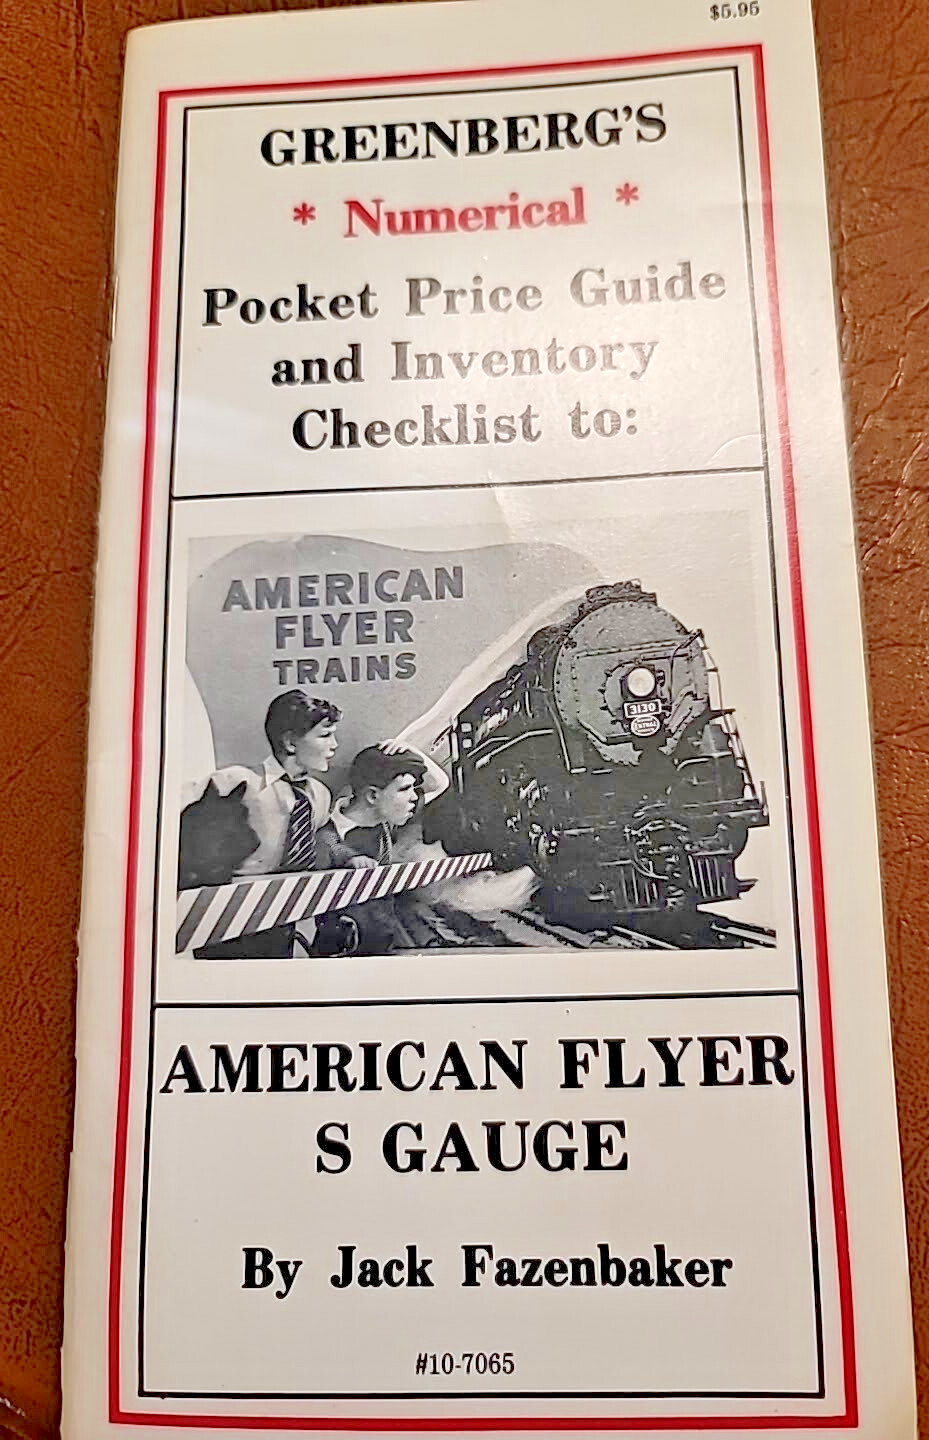 $5.95
GREENBERG'S
* Numerical *
Pocket Price Guide
and Inventory
Checklist to:
AMERICAN
FLYER
TRAINS
3130
CENTRAL
AMERICAN FLYER
S GAUGE
By Jack Fazenbaker
#10-7065